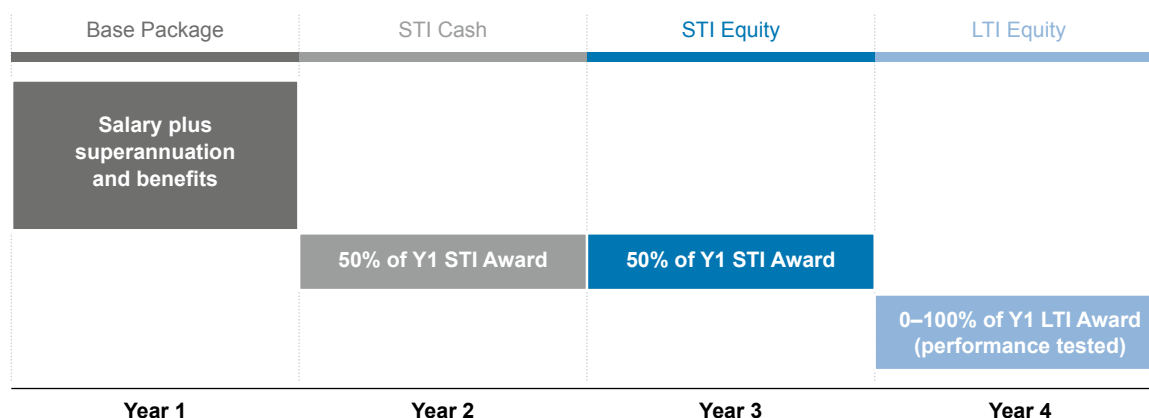 Base Package
STI Cash
STI Equity
LTI Equity
Salary plus
superannuation
and benefits
50% of Y1 STI Award
50% of Y1 STI Award
0–100% of Y1 LTI Award
(performance tested)
Year 1
Year 2
Year 3
Year 4